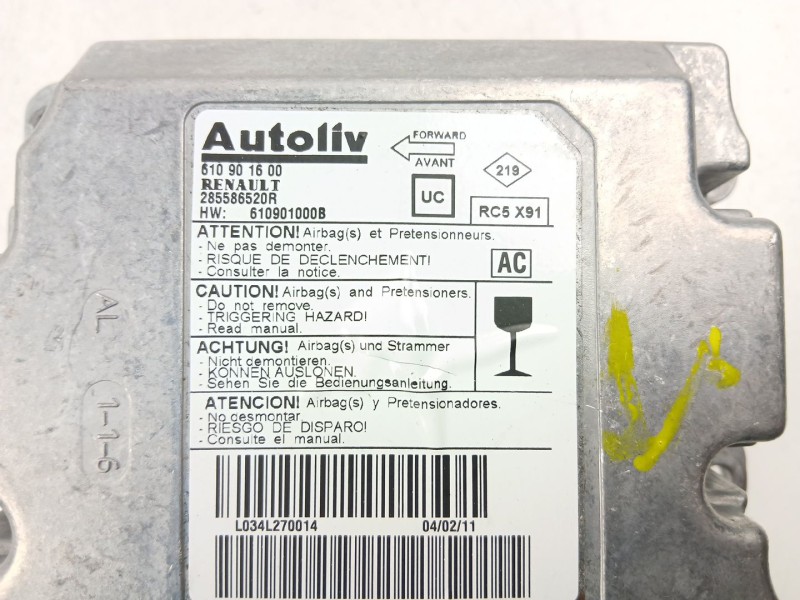 Autoliv
FORWARD
AVANT
219
610 90 16 00
RENAULT
285586520R
HW: 610901000B
UC
RC5 X91
ATTENTION! Airbag(s) et Pretensionneurs.
- Ne pas demonter.
- RISQUE DE DECLENCHEMENT!
- Consulter la notice.
AC
CAUTION! Airbag(s) and Pretensioners.
- Do not remove.
- TRIGGERING HAZARD!
- Read manual.
ACHTUNG! Airbag(s) und Strammer
- Nicht demontieren.
- KONNEN AUSLONEN.
- Sehen Sie die Bedienungsanleitung.
ATENCION! Airbag(s) y Pretensionadores.
- No desmontar
- RIESGO DE DISPARO!
- Consulte el manual.
L034L270014
04/02/11
AL
1-1-6